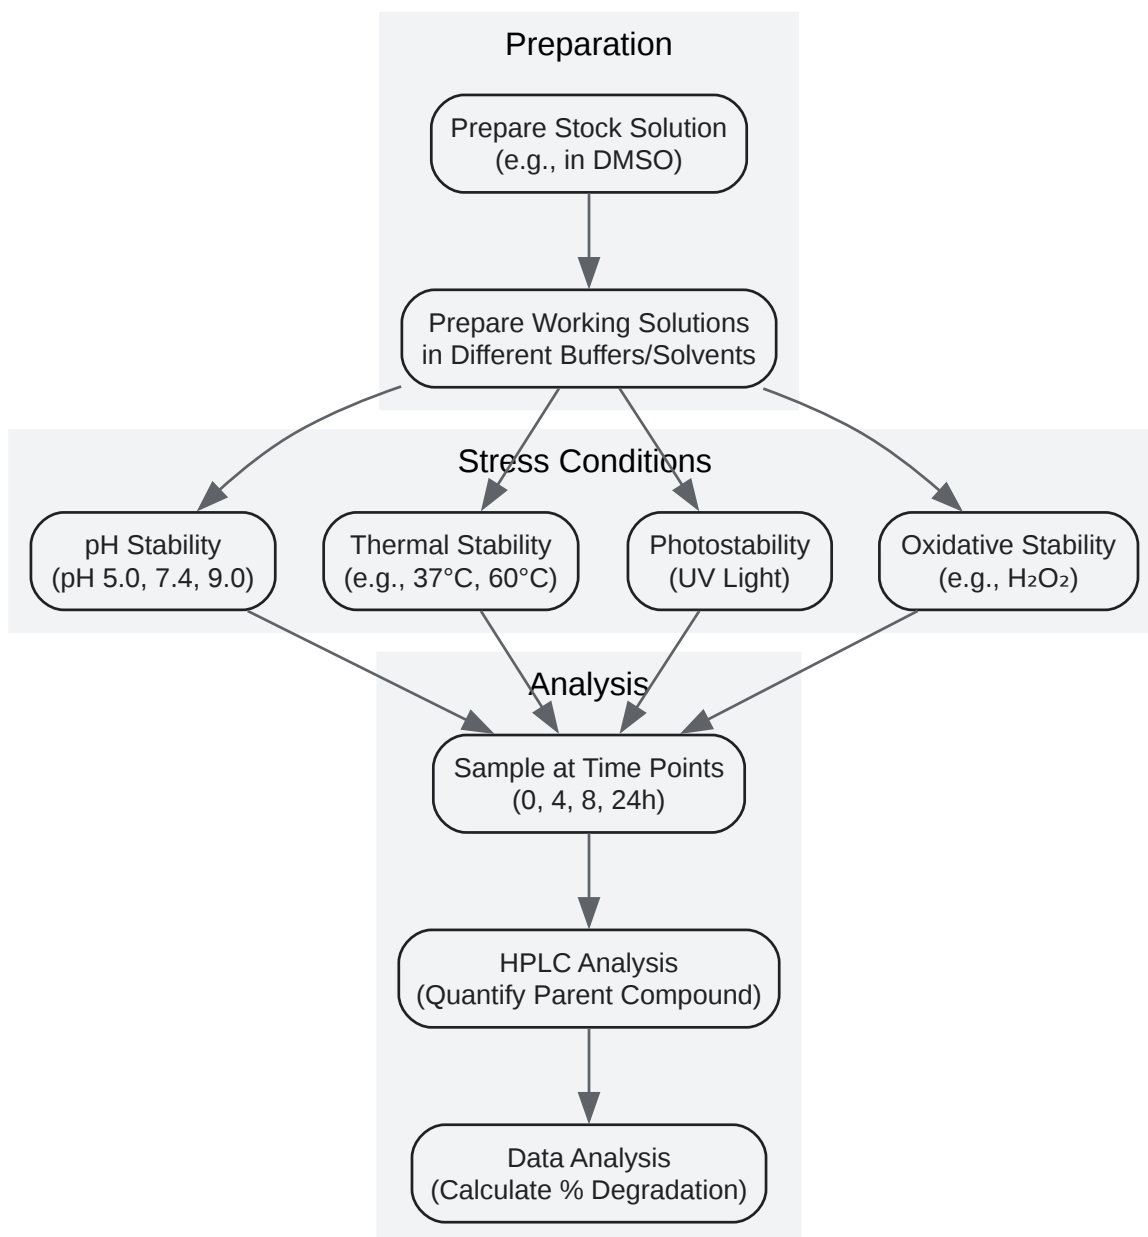 Preparation
Prepare Stock Solution
(e.g., in DMSO)
Prepare Working Solutions
in Different Buffers/Solvents
Stress Conditions
pH Stability
(pH 5.0, 7.4, 9.0)
Thermal Stability
(e.g., 37°C, 60°C)
Photostability
(UV Light)
Oxidative Stability
(e.g., H₂O₂)
Analysis
Sample at Time Points
(0, 4, 8, 24h)
HPLC Analysis
(Quantify Parent Compound)
Data Analysis
(Calculate % Degradation)